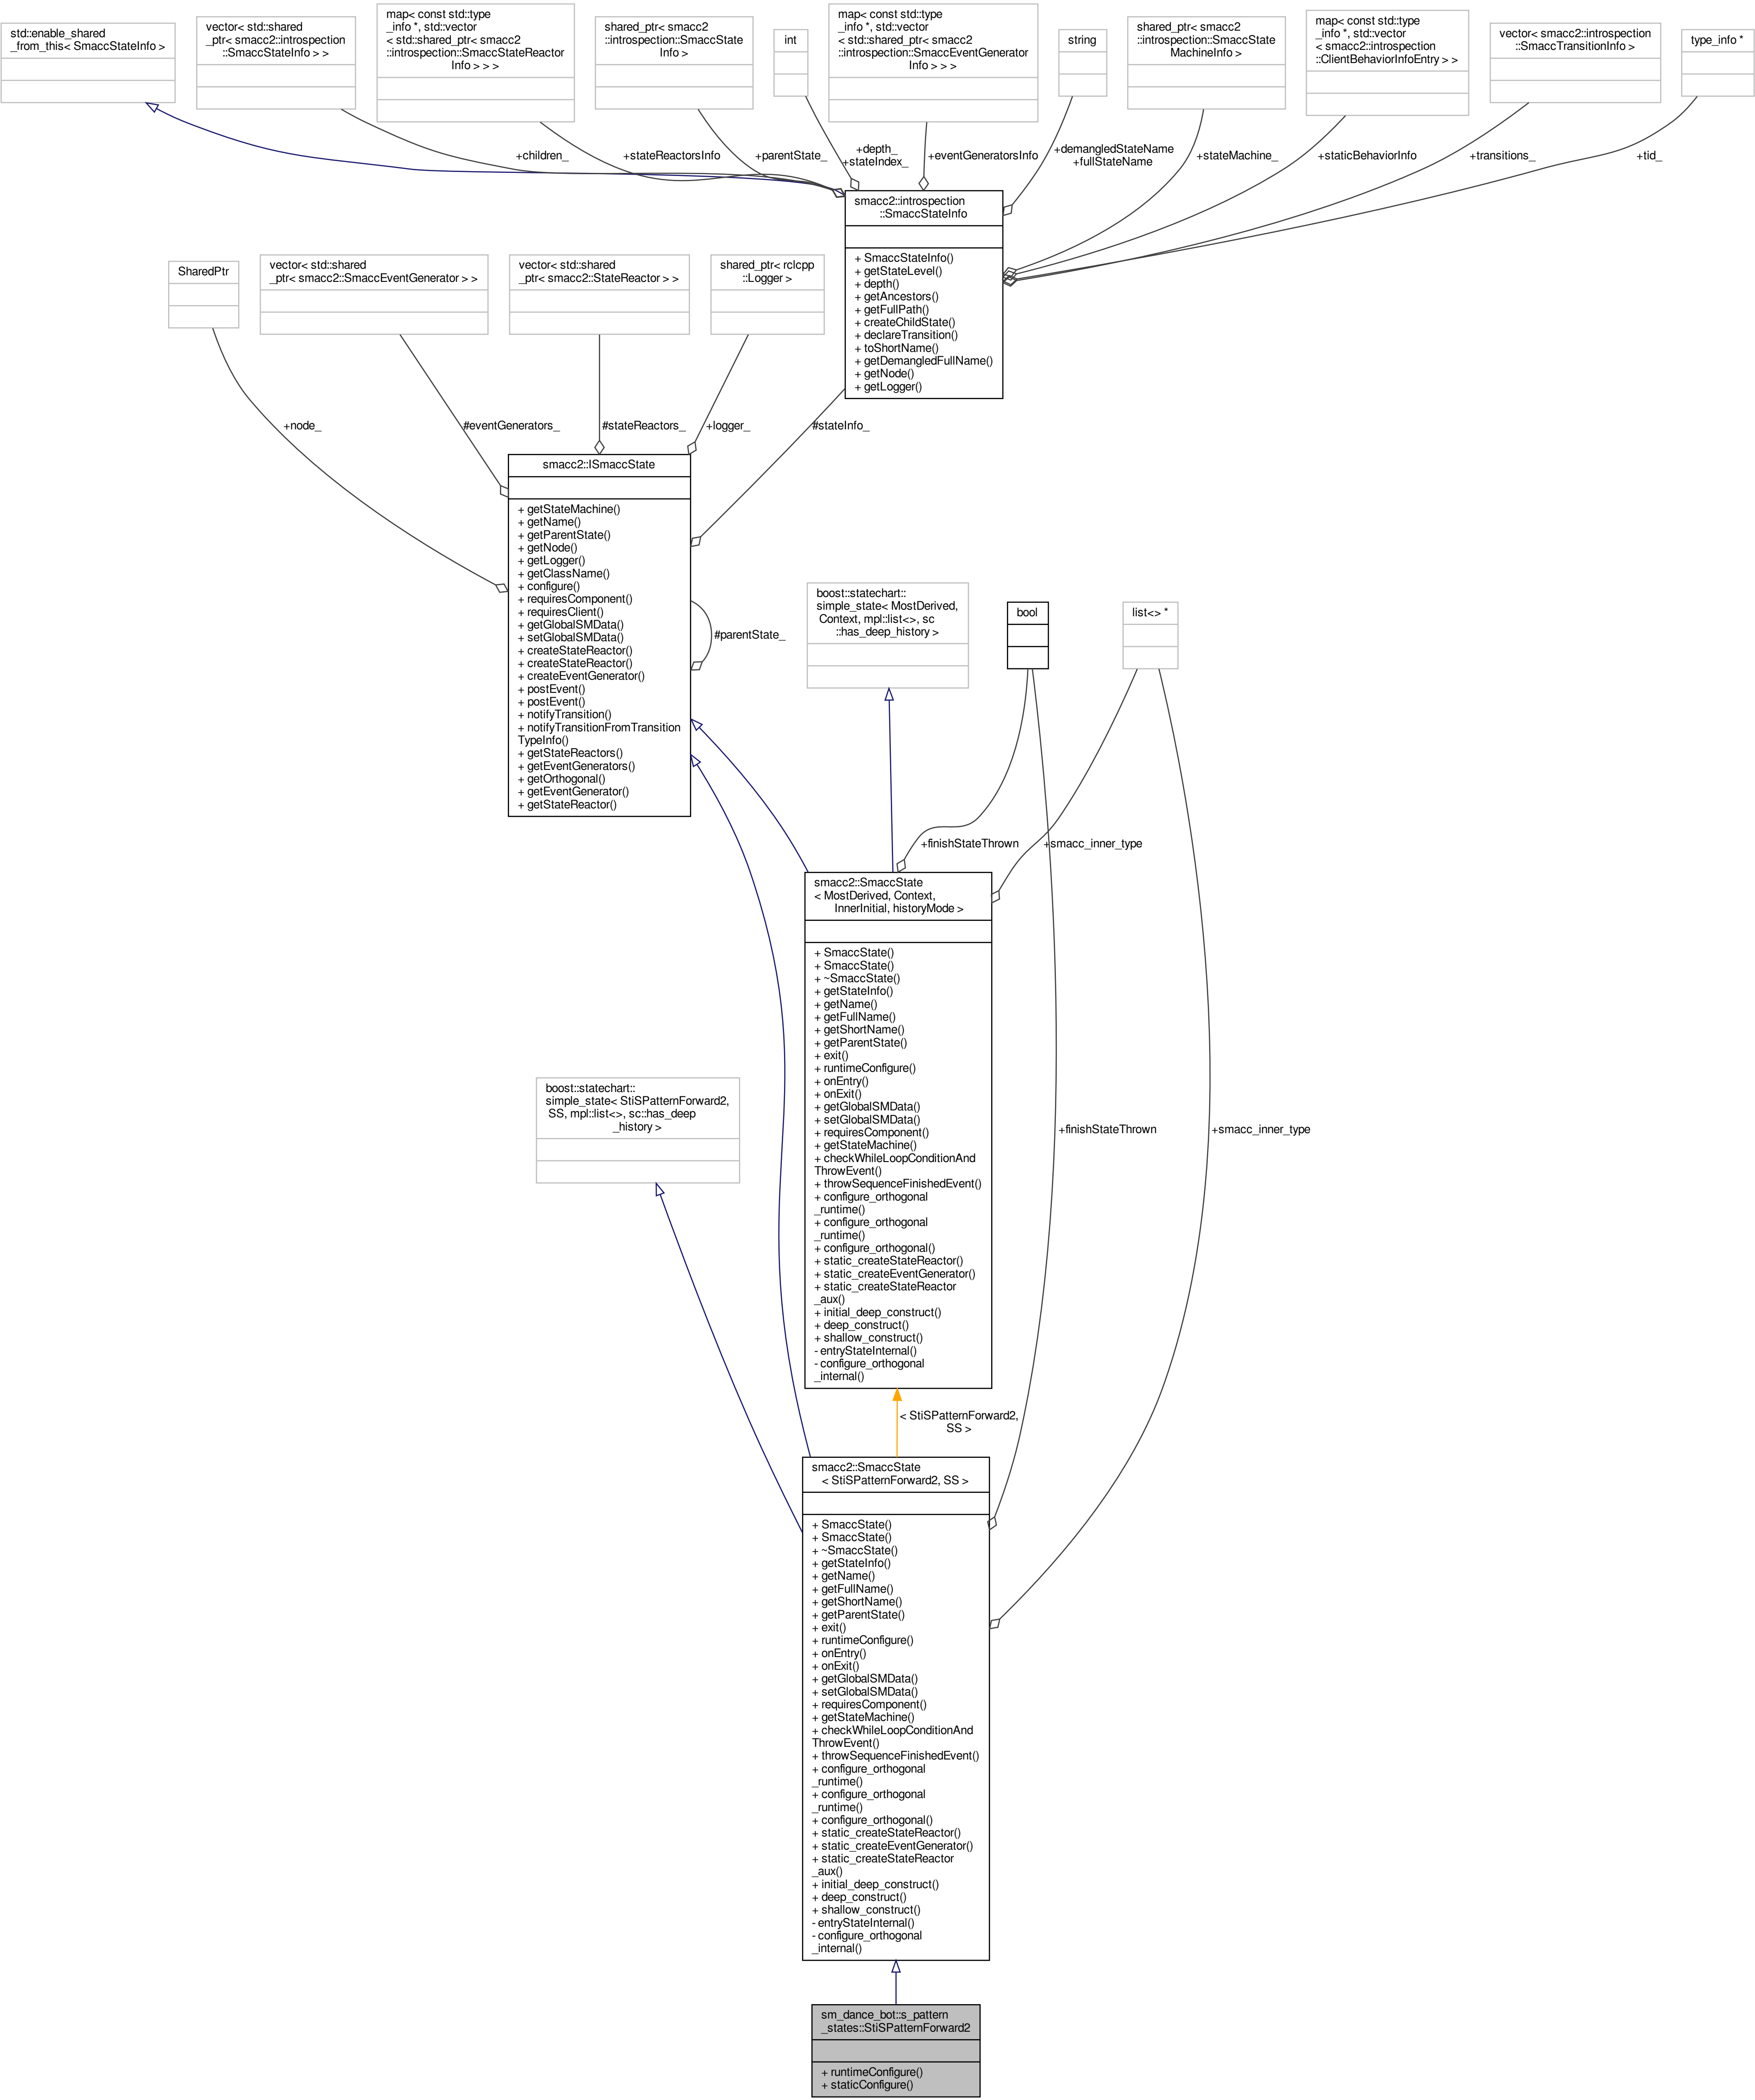 std::enable_shared
_from_this< SmaccStateInfo >
vector< std::shared
_ptr< smacc2::introspection
::SmaccStateInfo > >
map< const std::type
_info *, std::vector
< std::shared_ptr< smacc2
::introspection::SmaccStateReactor
Info > > >
shared_ptr< smacc2
::introspection::SmaccState
Info >
int
map< const std::type
_info *, std::vector
< std::shared_ptr< smacc2
::introspection::SmaccEventGenerator
Info > > >
string
shared_ptr< smacc2
::introspection::SmaccState
MachineInfo >
map< const std::type
_info *, std::vector
< smacc2::introspection
::ClientBehaviorInfoEntry > >
vector< smacc2::introspection
::SmaccTransitionInfo >
type_info *
+children_
+stateReactorsInfo
+parentState_
+depth_
+stateIndex_
+eventGeneratorsInfo
+demangledStateName
+fullStateName
+stateMachine_
+staticBehaviorInfo
+transitions_
+tid_
smacc2::introspection
::SmaccStateInfo
+ SmaccStateInfo()
+ getStateLevel()
+ depth()
+ getAncestors()
+ getFullPath()
+ createChildState()
+ declareTransition()
+ toShortName()
+ getDemangledFullName()
+ getNode()
+ getLogger()
SharedPtr
vector< std::shared
_ptr< smacc2::SmaccEventGenerator > >
vector< std::shared
_ptr< smacc2::StateReactor > >
shared_ptr< rclcpp
::Logger >
+node_
#eventGenerators_
#stateReactors_
+logger_
#stateInfo_
smacc2::ISmaccState
+ getStateMachine()
+ getName()
+ getParentState()
+ getNode()
+ getLogger()
+ getClassName()
+ configure()
+ requiresComponent()
+ requiresClient()
+ getGlobalSMData()
+ setGlobalSMData()
+ createStateReactor()
+ createStateReactor()
+ createEventGenerator()
+ postEvent()
+ postEvent()
+ notifyTransition()
+ notifyTransitionFromTransition
TypeInfo()
+ getStateReactors()
+ getEventGenerators()
+ getOrthogonal()
+ getEventGenerator()
+ getStateReactor()
#parentState_
boost::statechart::
simple_state< MostDerived,
Context, mpl::list<>, sc
::has_deep_history >
bool
list<> *
+finishStateThrown
+smacc_inner_type
smacc2::SmaccState
< MostDerived, Context,
InnerInitial, historyMode >
+ SmaccState()
+ SmaccState()
+ ~SmaccState()
+ getStateInfo()
+ getName()
+ getFullName()
+ getShortName()
+ getParentState()
+ exit()
+ runtimeConfigure()
+ onEntry()
+ onExit()
+ getGlobalSMData()
+ setGlobalSMData()
+ requiresComponent()
+ getStateMachine()
+ checkWhileLoopConditionAnd
ThrowEvent()
+ throwSequenceFinishedEvent()
+ configure_orthogonal
_runtime()
+ configure_orthogonal
_runtime()
+ configure_orthogonal()
+ static_createStateReactor()
+ static_createEventGenerator()
+ static_createStateReactor
_aux()
+ initial_deep_construct()
+ deep_construct()
+ shallow_construct()
- entryStateInternal()
- configure_orthogonal
_internal()
boost::statechart::
simple_state< StiSPatternForward2,
SS, mpl::list<>, sc::has_deep
_history >
+finishStateThrown
+smacc_inner_type
< StiSPatternForward2,
SS >
smacc2::SmaccState
< StiSPatternForward2, SS >
+ SmaccState()
+ SmaccState()
+ ~SmaccState()
+ getStateInfo()
+ getName()
+ getFullName()
+ getShortName()
+ getParentState()
+ exit()
+ runtimeConfigure()
+ onEntry()
+ onExit()
+ getGlobalSMData()
+ setGlobalSMData()
+ requiresComponent()
+ getStateMachine()
+ checkWhileLoopConditionAnd
ThrowEvent()
+ throwSequenceFinishedEvent()
+ configure_orthogonal
_runtime()
+ configure_orthogonal
_runtime()
+ configure_orthogonal()
+ static_createStateReactor()
+ static_createEventGenerator()
+ static_createStateReactor
_aux()
+ initial_deep_construct()
+ deep_construct()
+ shallow_construct()
- entryStateInternal()
- configure_orthogonal
_internal()
sm_dance_bot::s_pattern
_states::StiSPatternForward2
+ runtimeConfigure()
+ staticConfigure()